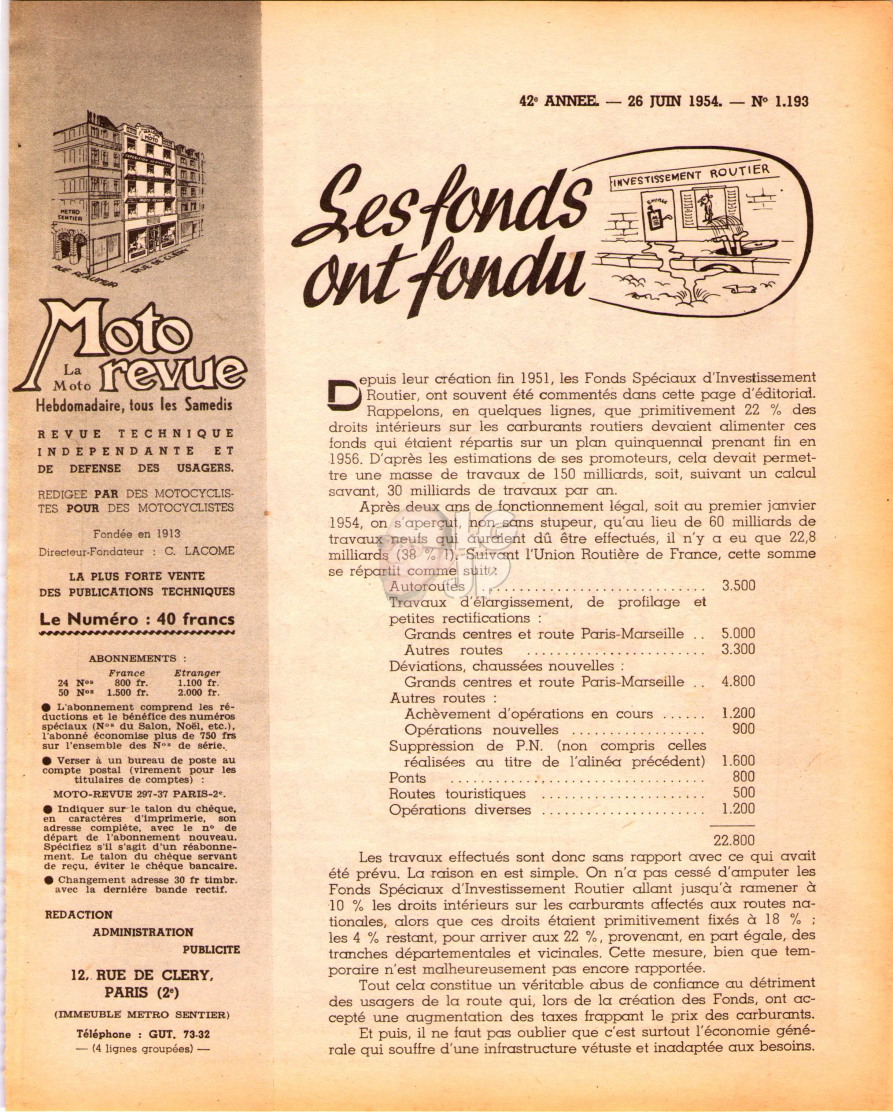 42e ANNEE. — 26 JUIN 1954. — No 1.193
Les fonds
ont fondu
INVESTISSEMENT ROUTIER
METRO
SENTIER
RUE REAUMUR
RUE DE CLERY
Moto
La
Moto
revue
Hebdomadaire, tous les Samedis
REVUE TECHNIQUE
INDEPENDANTE ET
DE DEFENSE DES USAGERS.
REDIGEE PAR DES MOTOCYCLIS-
TES POUR DES MOTOCYCLISTES
Fondée en 1913
Directeur-Fondateur : C. LACOME
LA PLUS FORTE VENTE
DES PUBLICATIONS TECHNIQUES
Le Numéro : 40 francs
ABONNEMENTS :
France Etranger
24 Nos 800 fr. 1.100 fr.
50 Nos 1.500 fr. 2.000 fr.
● L'abonnement comprend les ré-
ductions et le bénéfice des numéros
spéciaux (Nos du Salon, Noël, etc.),
l'abonné économise plus de 750 frs
sur l'ensemble des Nos de série.
● Verser à un bureau de poste au
compte postal (virement pour les
titulaires de comptes) :
MOTO-REVUE 297-37 PARIS-2e.
● Indiquer sur le talon du chéque,
en caractéres d'imprimerie, son
adresse compléte, avec le no de
départ de l'abonnement nouveau.
Spécifiez s'il s'agit d'un réabonne-
ment. Le talon du chéque servant
de reçu, éviter le chéque bancaire.
● Changement adresse 30 fr timbr.
avec la derniére bande rectif.
REDACTION
ADMINISTRATION
PUBLICITE
12, RUE DE CLERY,
PARIS (2e)
(IMMEUBLE METRO SENTIER)
Téléphone : GUT. 73-32
— (4 lignes groupées) —
Depuis leur création fin 1951, les Fonds Spéciaux d'Investissement
Routier, ont souvent été commentés dans cette page d'éditorial.
Rappelons, en quelques lignes, que primitivement 22 % des
droits intérieurs sur les carburants routiers devaient alimenter ces
fonds qui étaient répartis sur un plan quinquennal prenant fin en
1956. D'après les estimations de ses promoteurs, cela devait permet-
tre une masse de travaux de 150 milliards, soit, suivant un calcul
savant, 30 milliards de travaux par an.
Après deux ans de fonctionnement légal, soit au premier janvier
1954, on s'aperçut, non sans stupeur, qu'au lieu de 60 milliards de
travaux neufs qui auraient dû être effectués, il n'y a eu que 22,8
milliards (38 % !). Suivant l'Union Routière de France, cette somme
se répartit comme suit :
Autoroutes .............................. 3.500
Travaux d'élargissement, de profilage et
petites rectifications :
Grands centres et route Paris-Marseille .. 5.000
Autres routes ........................ 3.300
Déviations, chaussées nouvelles :
Grands centres et route Paris-Marseille .. 4.800
Autres routes :
Achèvement d'opérations en cours ...... 1.200
Opérations nouvelles .................. 900
Suppression de P.N. (non compris celles
réalisées au titre de l'alinéa précédent) 1.600
Ponts .................................. 800
Routes touristiques ...................... 500
Opérations diverses ...................... 1.200
22.800
Les travaux effectués sont donc sans rapport avec ce qui avait
été prévu. La raison en est simple. On n'a pas cessé d'amputer les
Fonds Spéciaux d'Investissement Routier allant jusqu'à ramener à
10 % les droits intérieurs sur les carburants affectés aux routes na-
tionales, alors que ces droits étaient primitivement fixés à 18 % ;
les 4 % restant, pour arriver aux 22 %, provenant, en part égale, des
tranches départementales et vicinales. Cette mesure, bien que tem-
poraire n'est malheureusement pas encore rapportée.
Tout cela constitue un véritable abus de confiance au détriment
des usagers de la route qui, lors de la création des Fonds, ont ac-
cepté une augmentation des taxes frappant le prix des carburants.
Et puis, il ne faut pas oublier que c'est surtout l'économie géné-
rale qui souffre d'une infrastructure vétuste et inadaptée aux besoins.